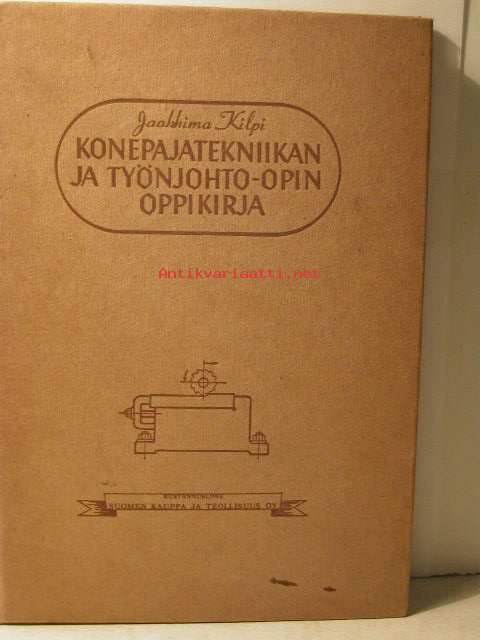 Jaakkima Kilpi
KONEPAJATEKNIIKAN
JA TYÖNJOHTO-OPIN
OPPIKIRJA
Antikvariaatti.net
KUSTANNUSLIIKE
SUOMEN KAUPPA JA TEOLLISUUS OY